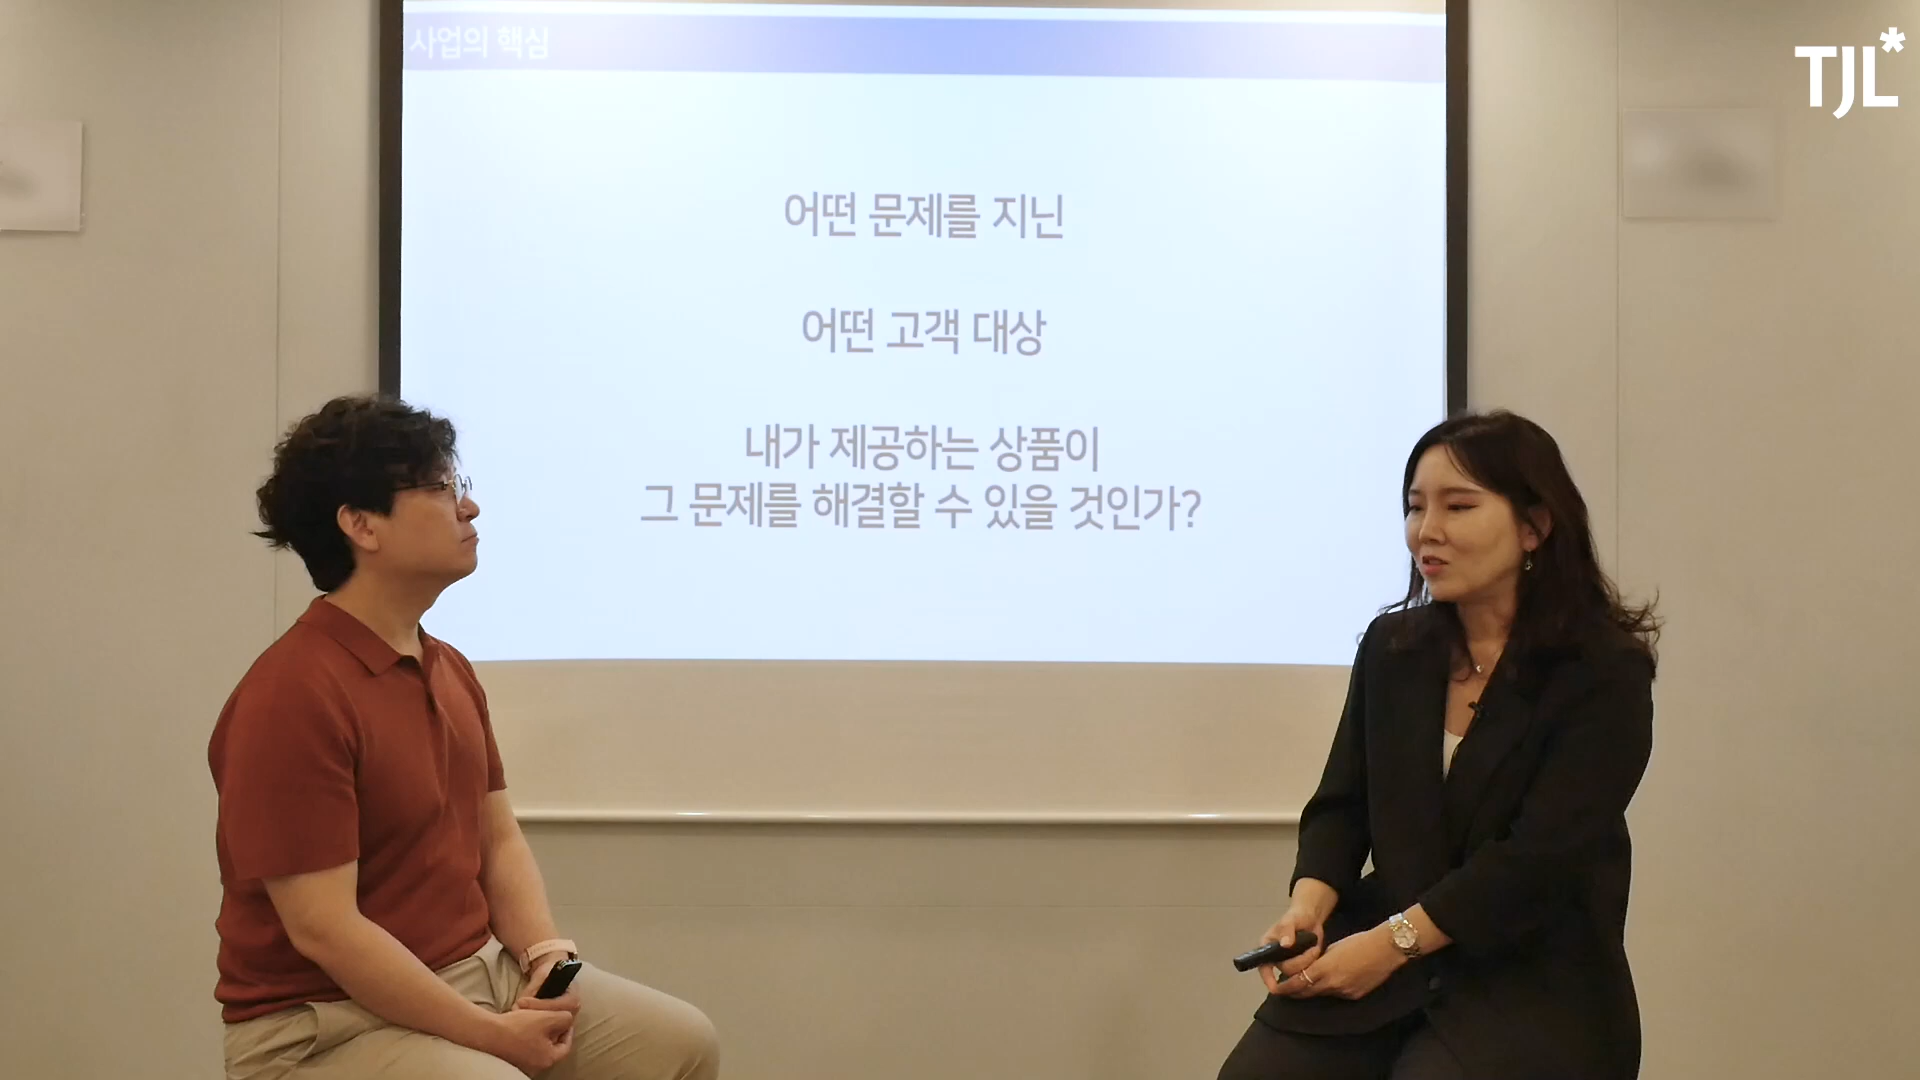 사업의 핵심
TJL*
어떤 문제를 지닌
어떤 고객 대상
내가 제공하는 상품이
그 문제를 해결할 수 있을 것인가?